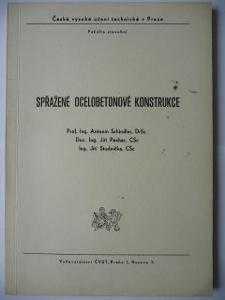 České vysoké učení technické v Praze
Fakulta stavební
SPŘAŽENÉ OCELOBETONOVÉ KONSTRUKCE
Prof. Ing. Antonín Schindler, DrSc.
Doc. Ing. Jiří Pechar, CSc.
Ing. Jiří Studnička, CSc.
Vydavatelství ČVUT, Praha 1, Husova 5.